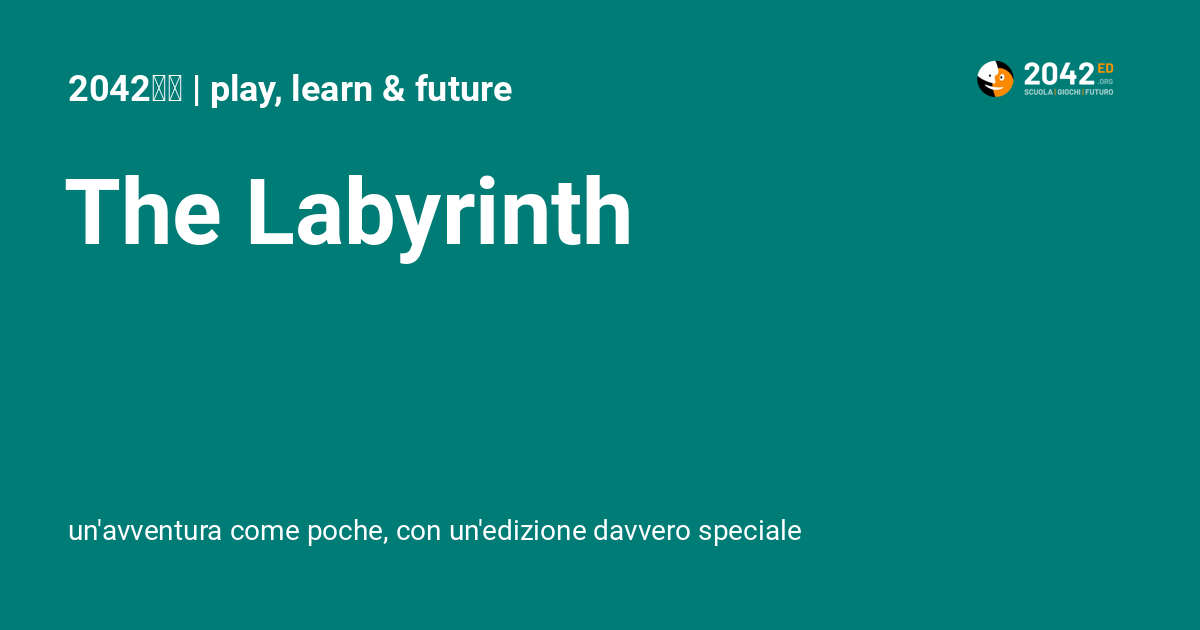 2042 | play, learn & future
2042 ED
.ORG
SCUOLA | GIOCHI | FUTURO
The Labyrinth
un'avventura come poche, con un'edizione davvero speciale